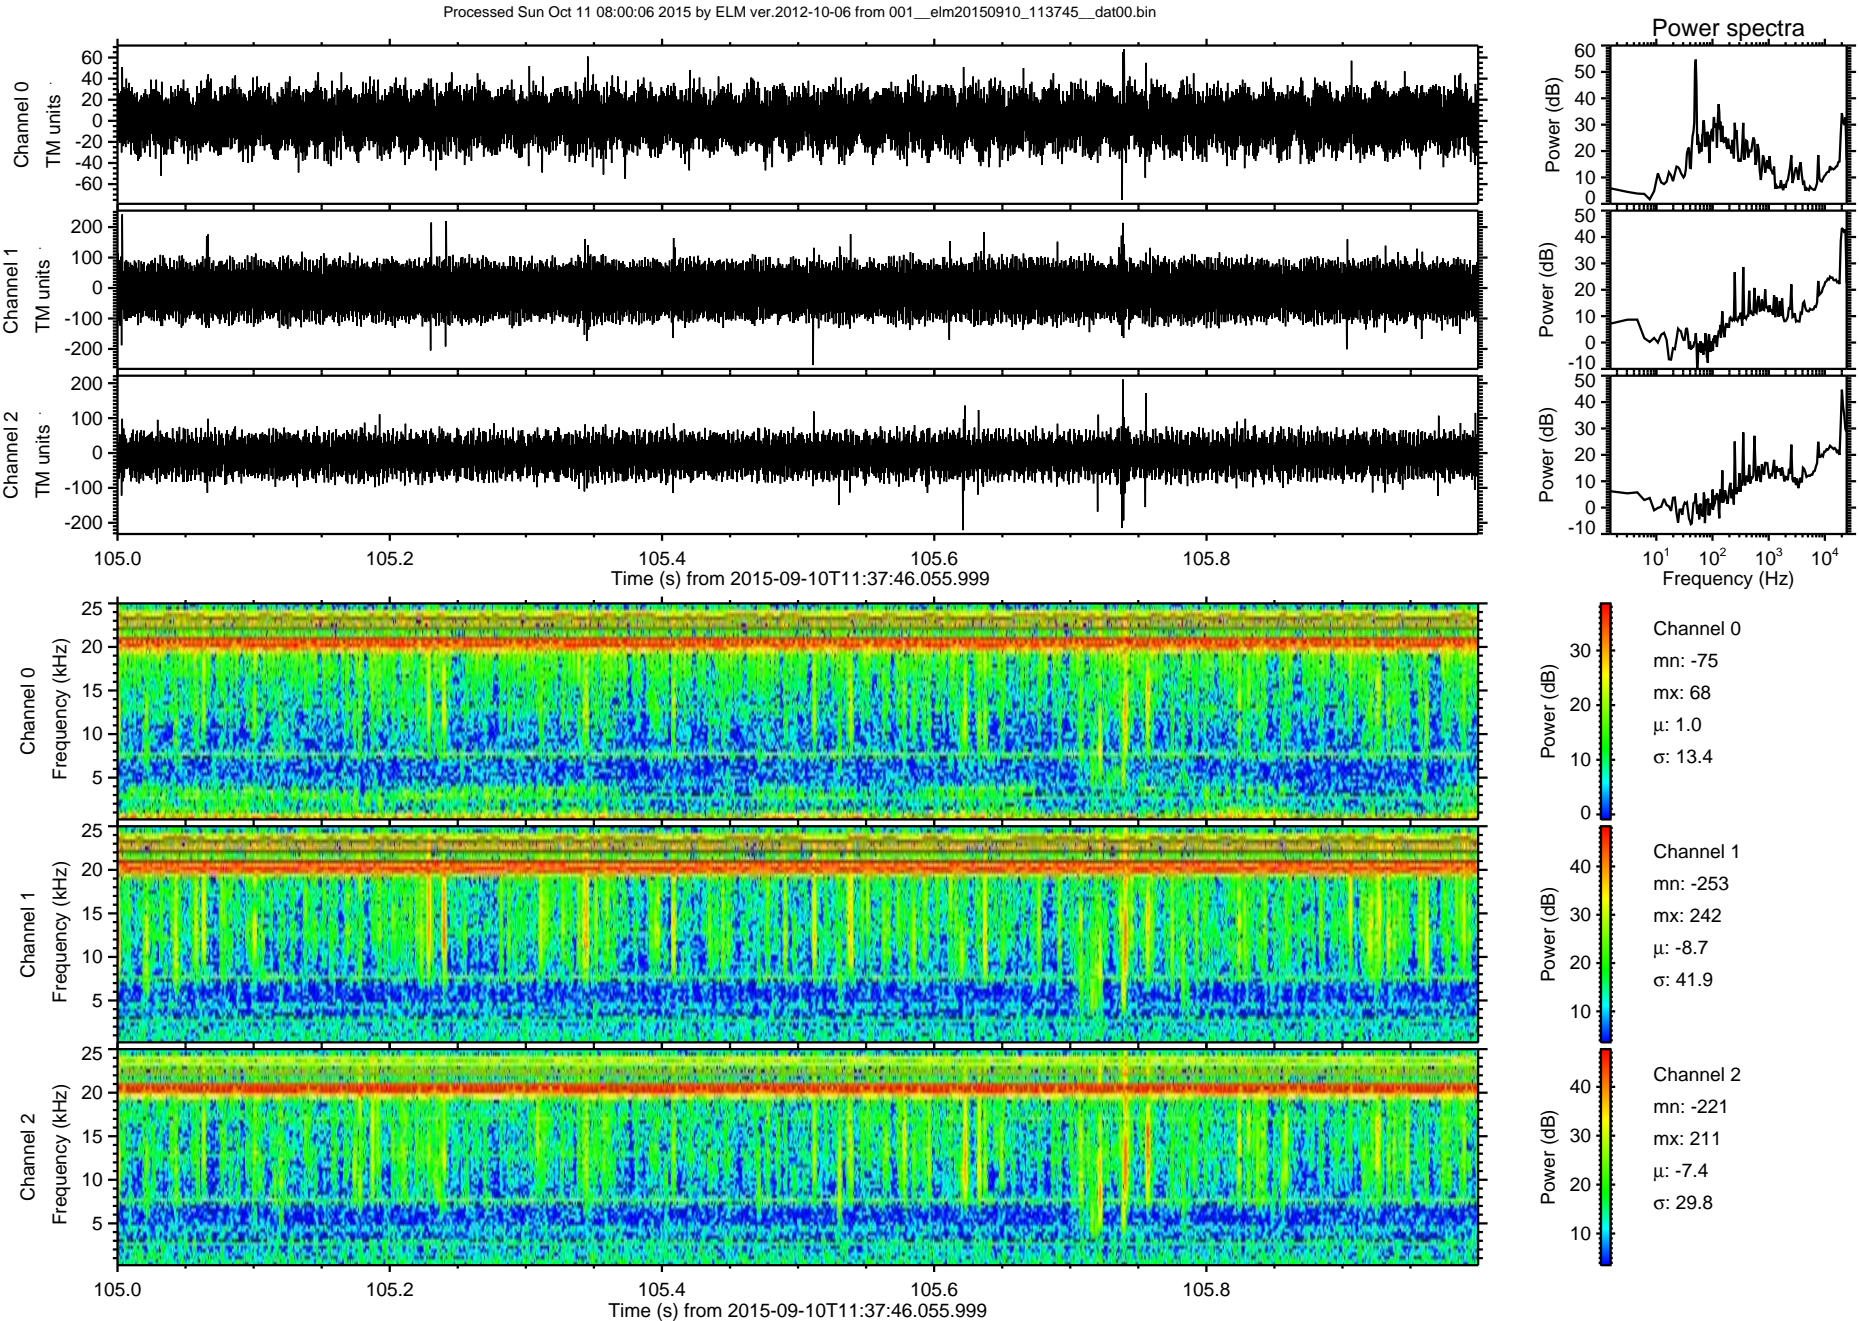 Processed Sun Oct 11 08:00:06 2015 by ELM ver.2012-10-06 from 001__elm20150910_113745__dat00.bin
Power spectra
Channel 0
TM units
60
40
20
0
-20
-40
-60
Power (dB)
60
50
40
30
20
10
0
Channel 1
TM units
200
100
0
-100
-200
Power (dB)
50
40
30
20
10
0
-10
Channel 2
TM units
200
100
0
-100
-200
Power (dB)
50
40
30
20
10
0
-10
105.0 105.2 105.4 105.6 105.8
Time (s) from 2015-09-10T11:37:46.055.999
10¹ 10² 10³ 10⁴
Frequency (Hz)
Channel 0
Frequency (kHz)
25
20
15
10
5
Power (dB)
30
20
10
0
Channel 0
mn: -75
mx: 68
µ: 1.0
σ: 13.4
Channel 1
Frequency (kHz)
25
20
15
10
5
Power (dB)
40
30
20
10
Channel 1
mn: -253
mx: 242
µ: -8.7
σ: 41.9
Channel 2
Frequency (kHz)
25
20
15
10
5
Power (dB)
40
30
20
10
Channel 2
mn: -221
mx: 211
µ: -7.4
σ: 29.8
105.0 105.2 105.4 105.6 105.8
Time (s) from 2015-09-10T11:37:46.055.999